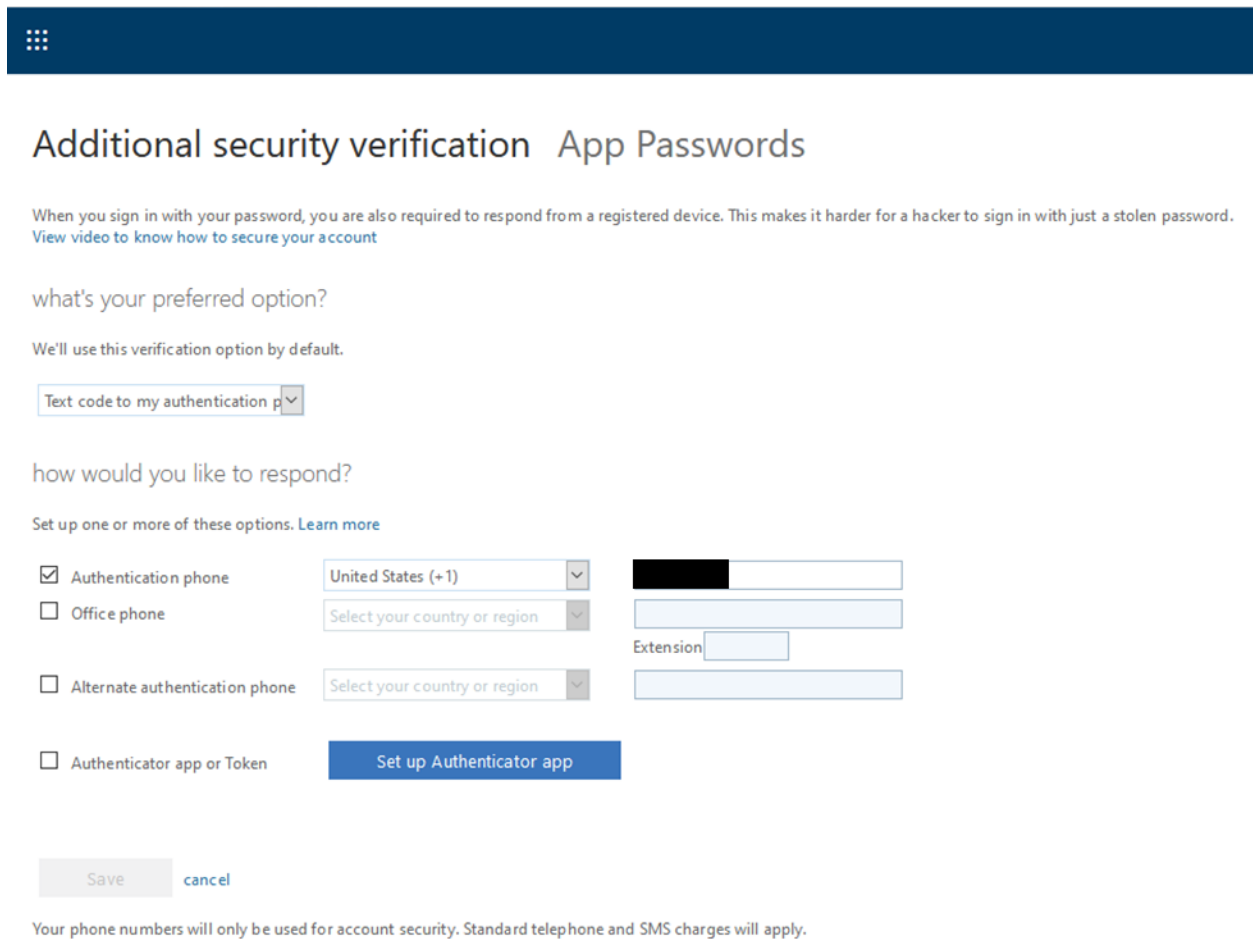 Additional security verification App Passwords
When you sign in with your password, you are also required to respond from a registered device. This makes it harder for a hacker to sign in with just a stolen password.
View video to know how to secure your account
what's your preferred option?
We'll use this verification option by default.
Text code to my authentication p
how would you like to respond?
Set up one or more of these options. Learn more
Authentication phone United States (+1)
Office phone Select your country or region
Extension
Alternate authentication phone Select your country or region
Authenticator app or Token Set up Authenticator app
Save cancel
Your phone numbers will only be used for account security. Standard telephone and SMS charges will apply.